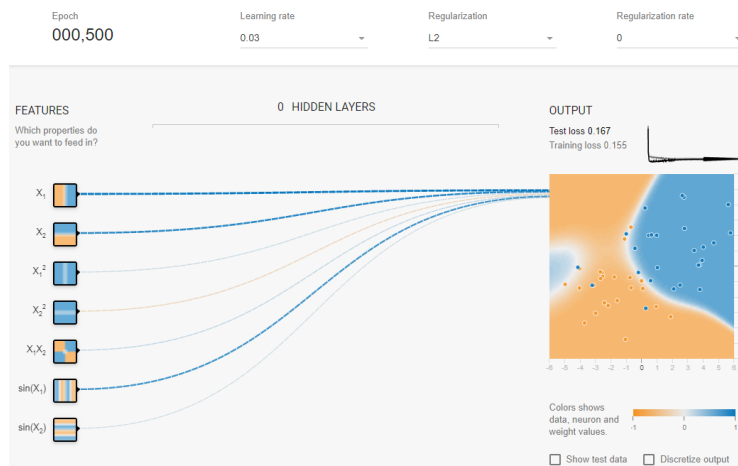 Epoch
000,500
Learning rate
0.03
Regularization
L2
Regularization rate
0
FEATURES
Which properties do
you want to feed in?
0 HIDDEN LAYERS
OUTPUT
Test loss 0.167
Training loss 0.155
X₁
X₂
X₁²
X₂²
X₁X₂
sin(X₁)
sin(X₂)
-6 -5 -4 -3 -2 -1 0 1 2 3 4 5 6
Colors shows
data, neuron and
weight values.
-1 0 1
Show test data
Discretize output